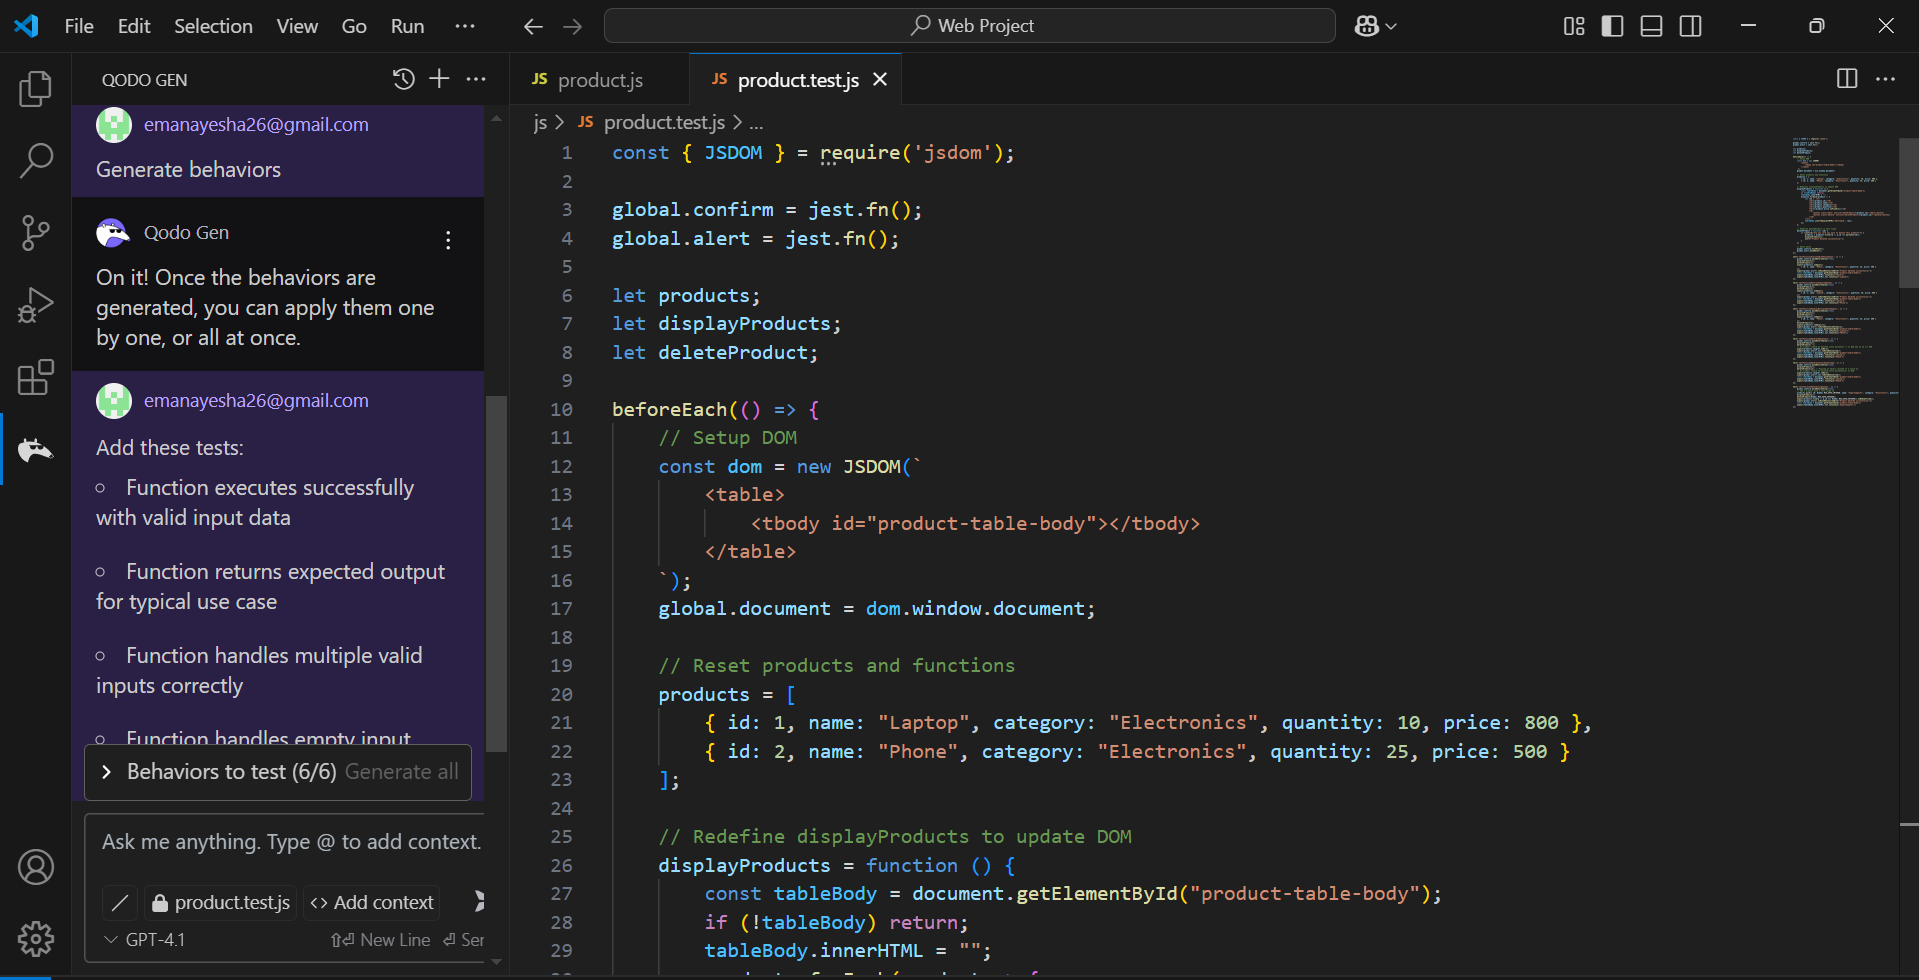 File Edit Selection View Go Run ···
Web Project
QODO GEN
emanayesha26@gmail.com
Generate behaviors
Qodo Gen
On it! Once the behaviors are
generated, you can apply them one
by one, or all at once.
emanayesha26@gmail.com
Add these tests:
Function executes successfully
with valid input data
Function returns expected output
for typical use case
Function handles multiple valid
inputs correctly
Function handles empty input
Behaviors to test (6/6) Generate all
Ask me anything. Type @ to add context.
product.test.js <> Add context
GPT-4.1 New Line Ser
JS product.js JS product.test.js
js > JS product.test.js > ...
1 const { JSDOM } = require('jsdom');
2
3 global.confirm = jest.fn();
4 global.alert = jest.fn();
5
6 let products;
7 let displayProducts;
8 let deleteProduct;
9
10 beforeEach(() => {
11 // Setup DOM
12 const dom = new JSDOM(`
13 <table>
14 <tbody id="product-table-body"></tbody>
15 </table>
16 `);
17 global.document = dom.window.document;
18
19 // Reset products and functions
20 products = [
21 { id: 1, name: "Laptop", category: "Electronics", quantity: 10, price: 800 },
22 { id: 2, name: "Phone", category: "Electronics", quantity: 25, price: 500 }
23 ];
24
25 // Redefine displayProducts to update DOM
26 displayProducts = function () {
27 const tableBody = document.getElementById("product-table-body");
28 if (!tableBody) return;
29 tableBody.innerHTML = "";